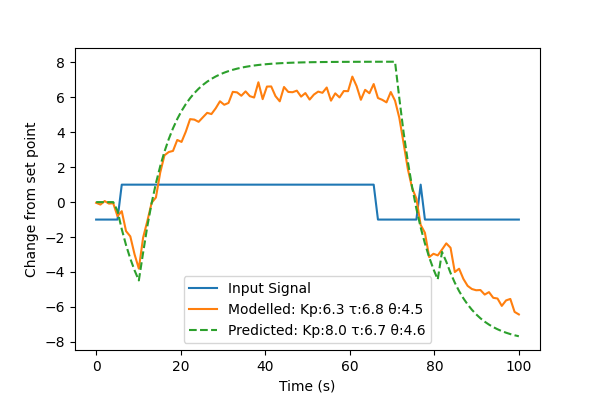 8
6
4
2
0
−2
−4
−6
−8
Change from set point
Input Signal
Modelled: Kp:6.3 τ:6.8 θ:4.5
Predicted: Kp:8.0 τ:6.7 θ:4.6
0 20 40 60 80 100
Time (s)